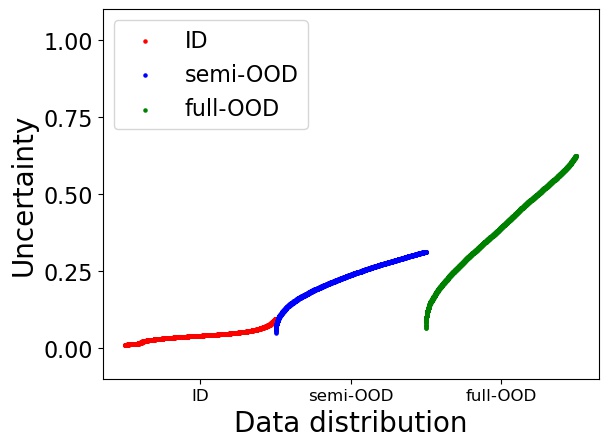 1.00
0.75
0.50
0.25
0.00
Uncertainty
ID
semi-OOD
full-OOD
ID semi-OOD full-OOD
Data distribution